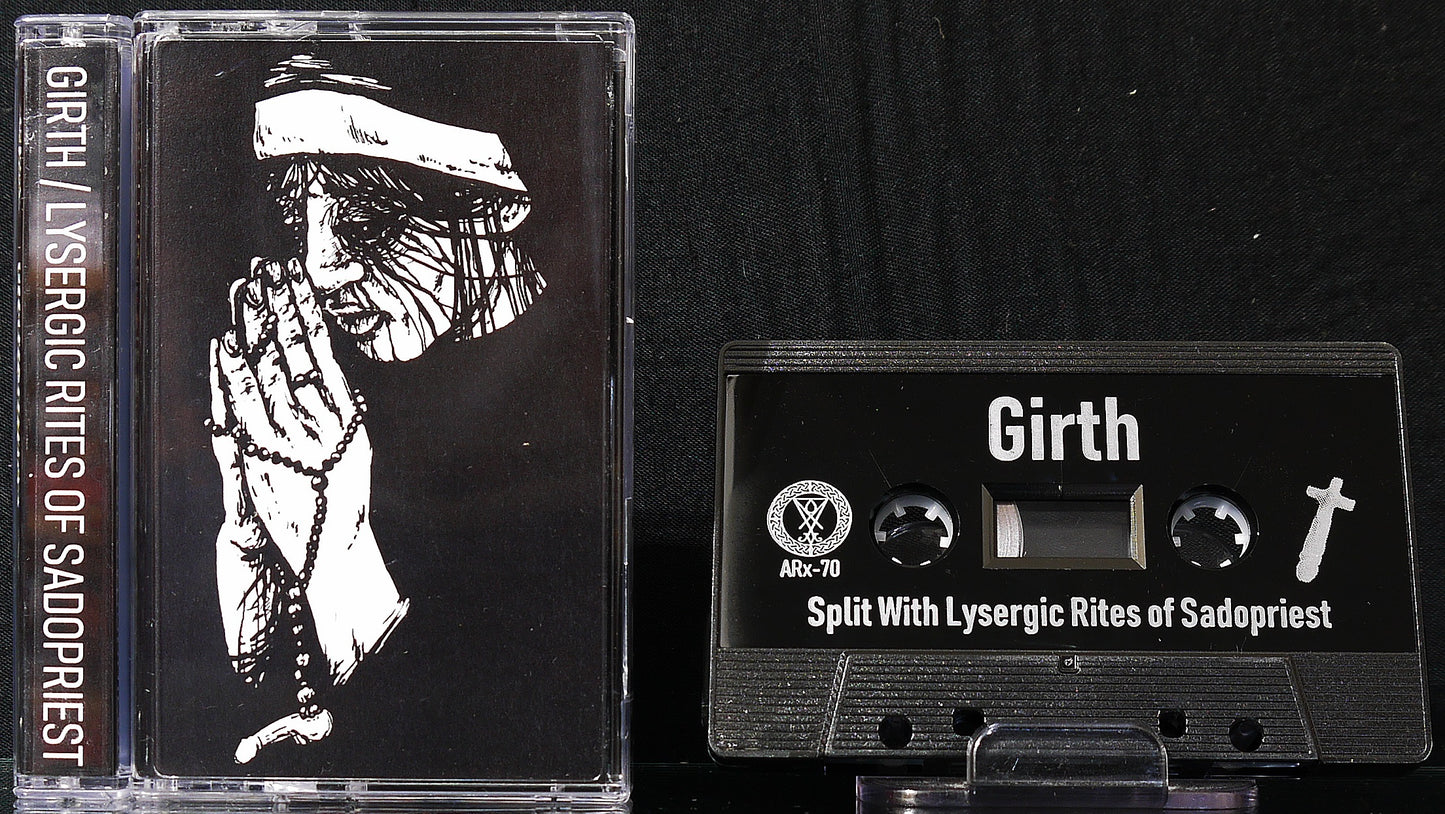 GIRTH / LYSERGIC RITES OF SADOPRIEST
Girth
ARx-70
Split With Lysergic Rites of Sadopriest